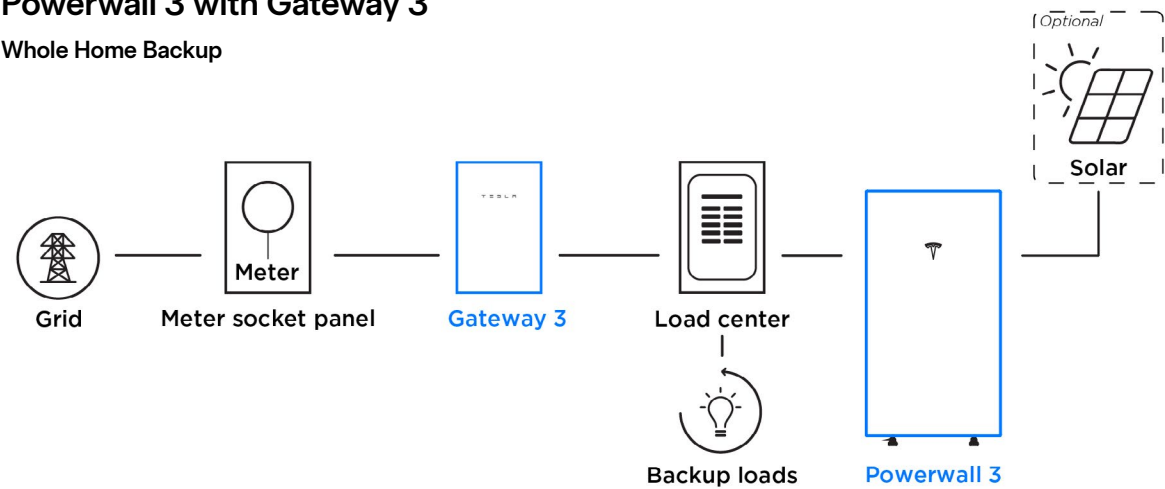 Powerwall 3 with Gateway 3
Whole Home Backup
Optional
Solar
TESLA
Meter
Grid
Meter socket panel
Gateway 3
Load center
Backup loads
Powerwall 3